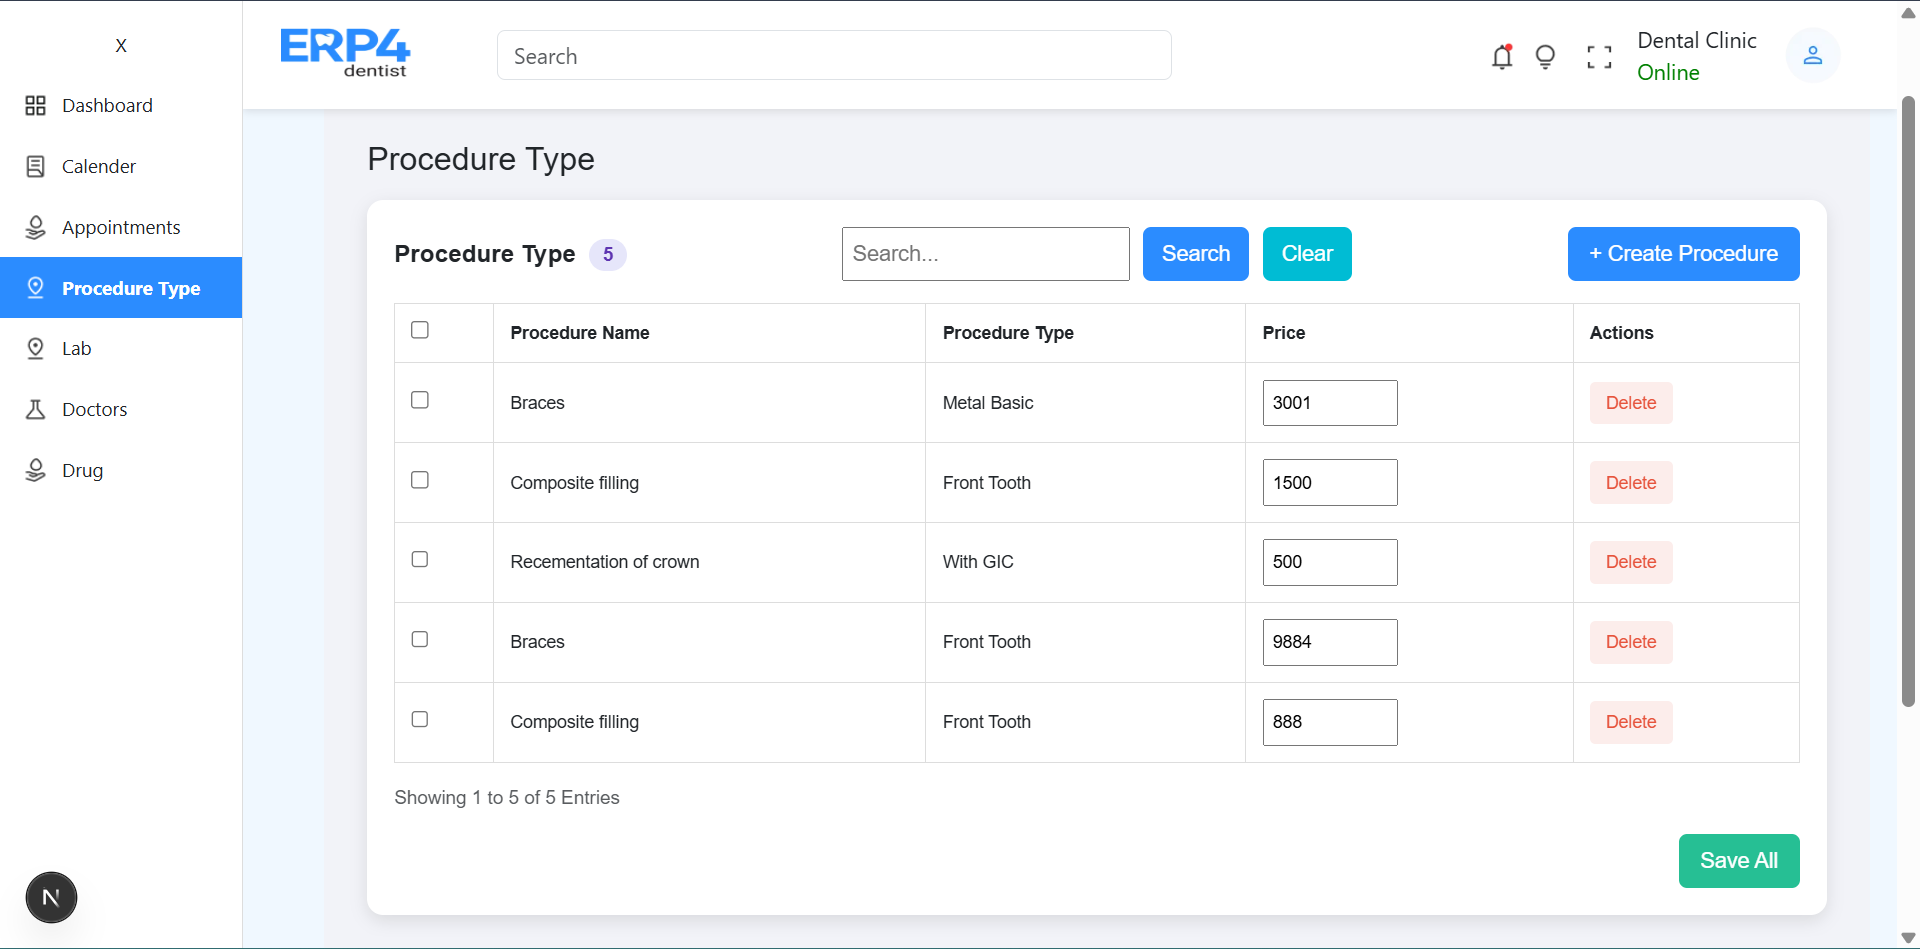 X
Dashboard
Calender
Appointments
Procedure Type
Lab
Doctors
Drug
N
ERP4
dentist
Search
Dental Clinic
Online
Procedure Type
Procedure Type 5 Search... Search Clear + Create Procedure
Procedure Name Procedure Type Price Actions
Braces Metal Basic 3001 Delete
Composite filling Front Tooth 1500 Delete
Recementation of crown With GIC 500 Delete
Braces Front Tooth 9884 Delete
Composite filling Front Tooth 888 Delete
Showing 1 to 5 of 5 Entries
Save All